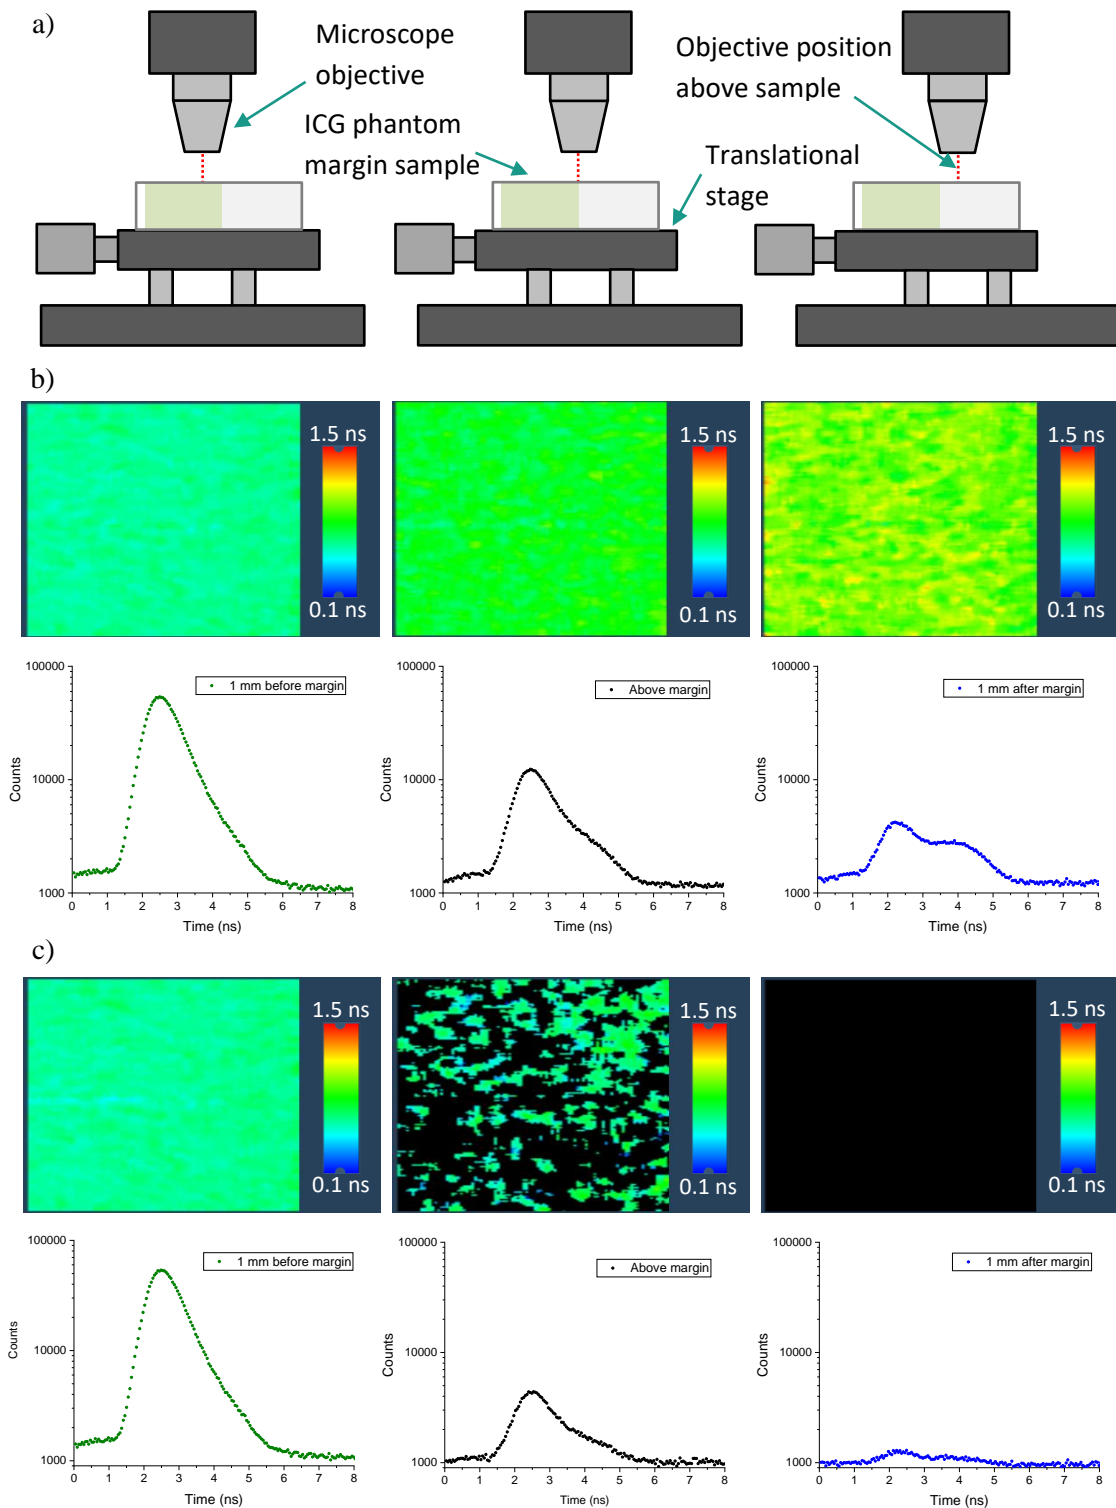 a)
Microscope
objective
ICG phantom
margin sample
Objective position
above sample
Translational
stage
b)
1.5 ns
0.1 ns
1.5 ns
0.1 ns
1.5 ns
0.1 ns
100000
10000
1000
Counts
0 1 2 3 4 5 6 7 8
Time (ns)
1 mm before margin
100000
10000
1000
Counts
0 1 2 3 4 5 6 7 8
Time (ns)
Above margin
100000
10000
1000
Counts
0 1 2 3 4 5 6 7 8
Time (ns)
1 mm after margin
c)
1.5 ns
0.1 ns
1.5 ns
0.1 ns
1.5 ns
0.1 ns
100000
10000
1000
Counts
0 1 2 3 4 5 6 7 8
Time (ns)
1 mm before margin
100000
10000
1000
Counts
0 1 2 3 4 5 6 7 8
Time (ns)
Above margin
100000
10000
1000
Counts
0 1 2 3 4 5 6 7 8
Time (ns)
1 mm after margin